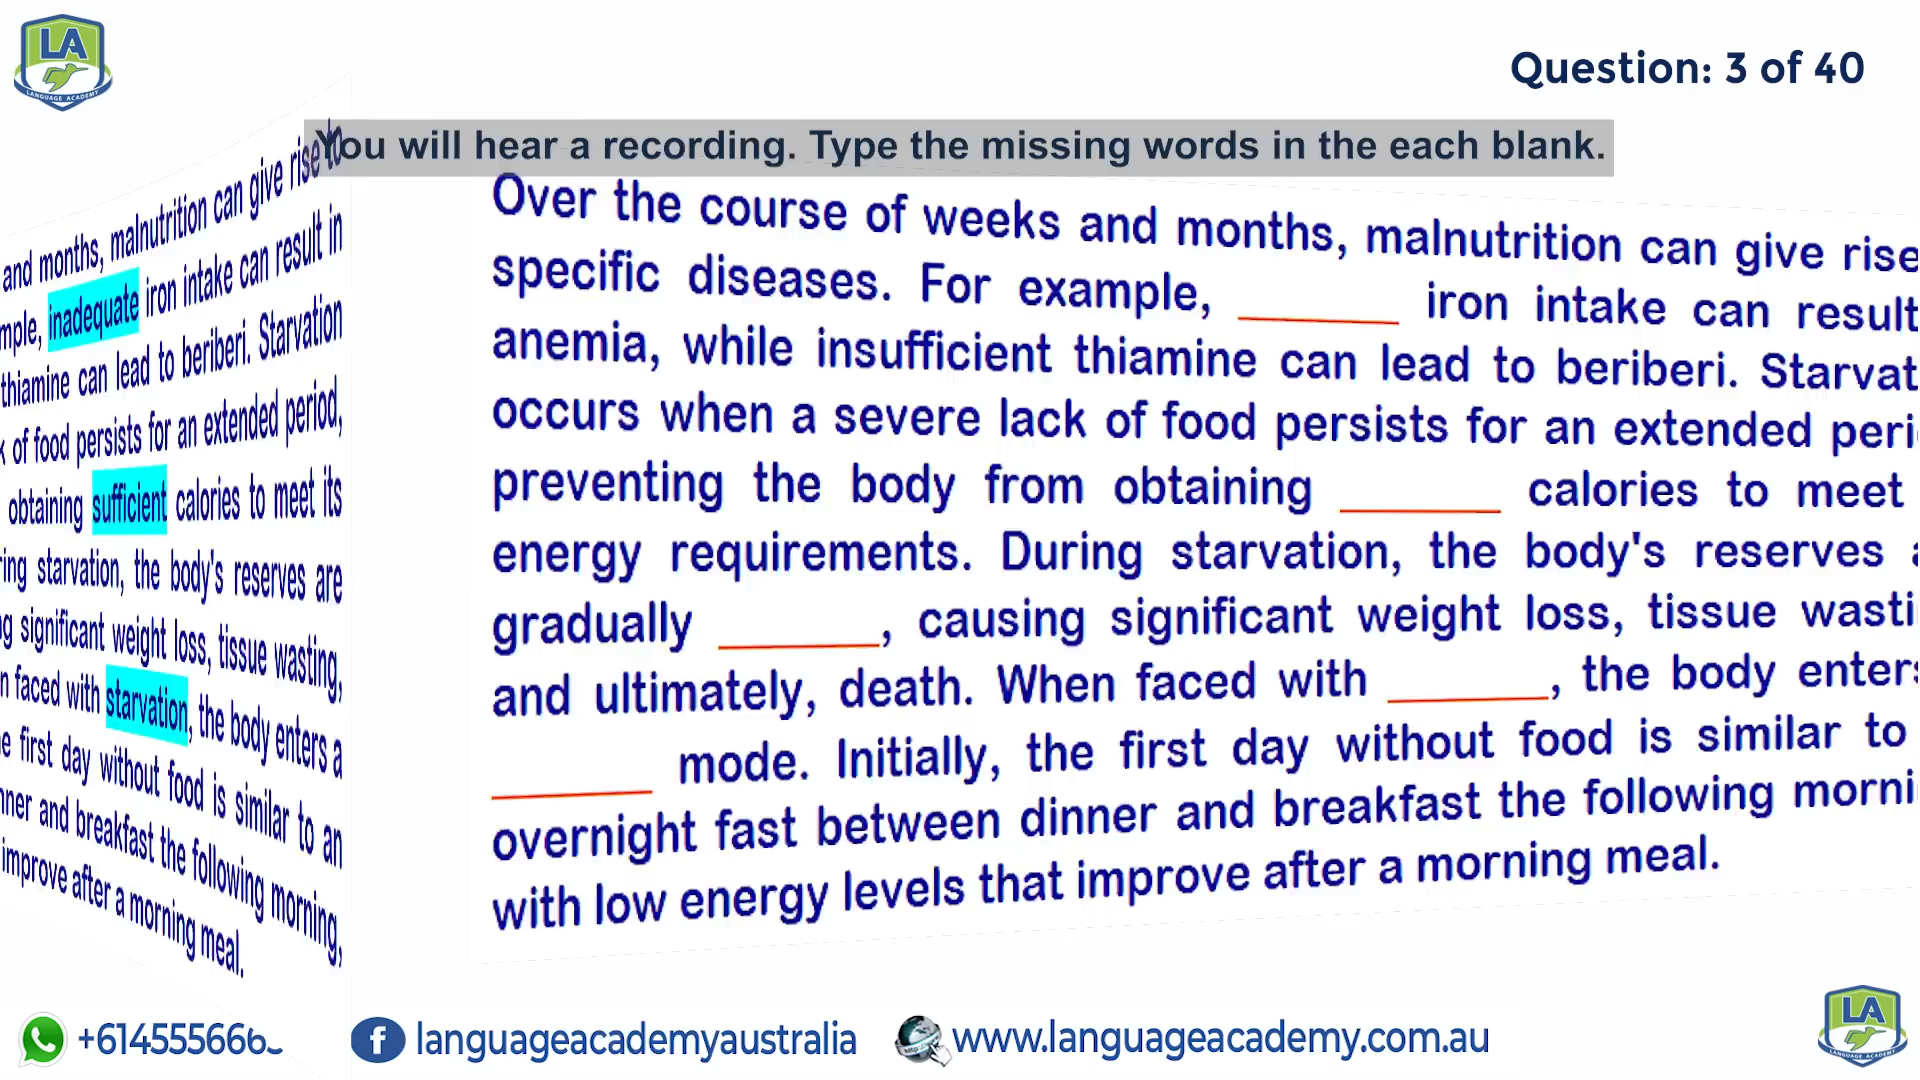 LA
LANGUAGE ACADEMY
Question: 3 of 40
You will hear a recording. Type the missing words in the each blank.
and months, malnutrition can give rise to
inadequate iron intake can result in
thiamine can lead to beriberi. Starvation
of food persists for an extended period,
obtaining sufficient calories to meet its
starvation, the body's reserves are
significant weight loss, tissue wasting,
faced with starvation, the body enters a
first day without food is similar to an
and breakfast the following morning,
improve after a morning meal.
Over the course of weeks and months, malnutrition can give rise
specific diseases. For example, ______ iron intake can result
anemia, while insufficient thiamine can lead to beriberi.
occurs when a severe lack of food persists for an extended
preventing the body from obtaining ______ calories to meet
energy requirements. During starvation, the body's reserves
gradually ______, causing significant weight loss, tissue
and ultimately, death. When faced with ______, the body enters
______ mode. Initially, the first day without food is similar to
overnight fast between dinner and breakfast the following
with low energy levels that improve after a morning meal.
languageacademyaustralia
www.languageacademy.com.au
LA
LANGUAGE ACADEMY